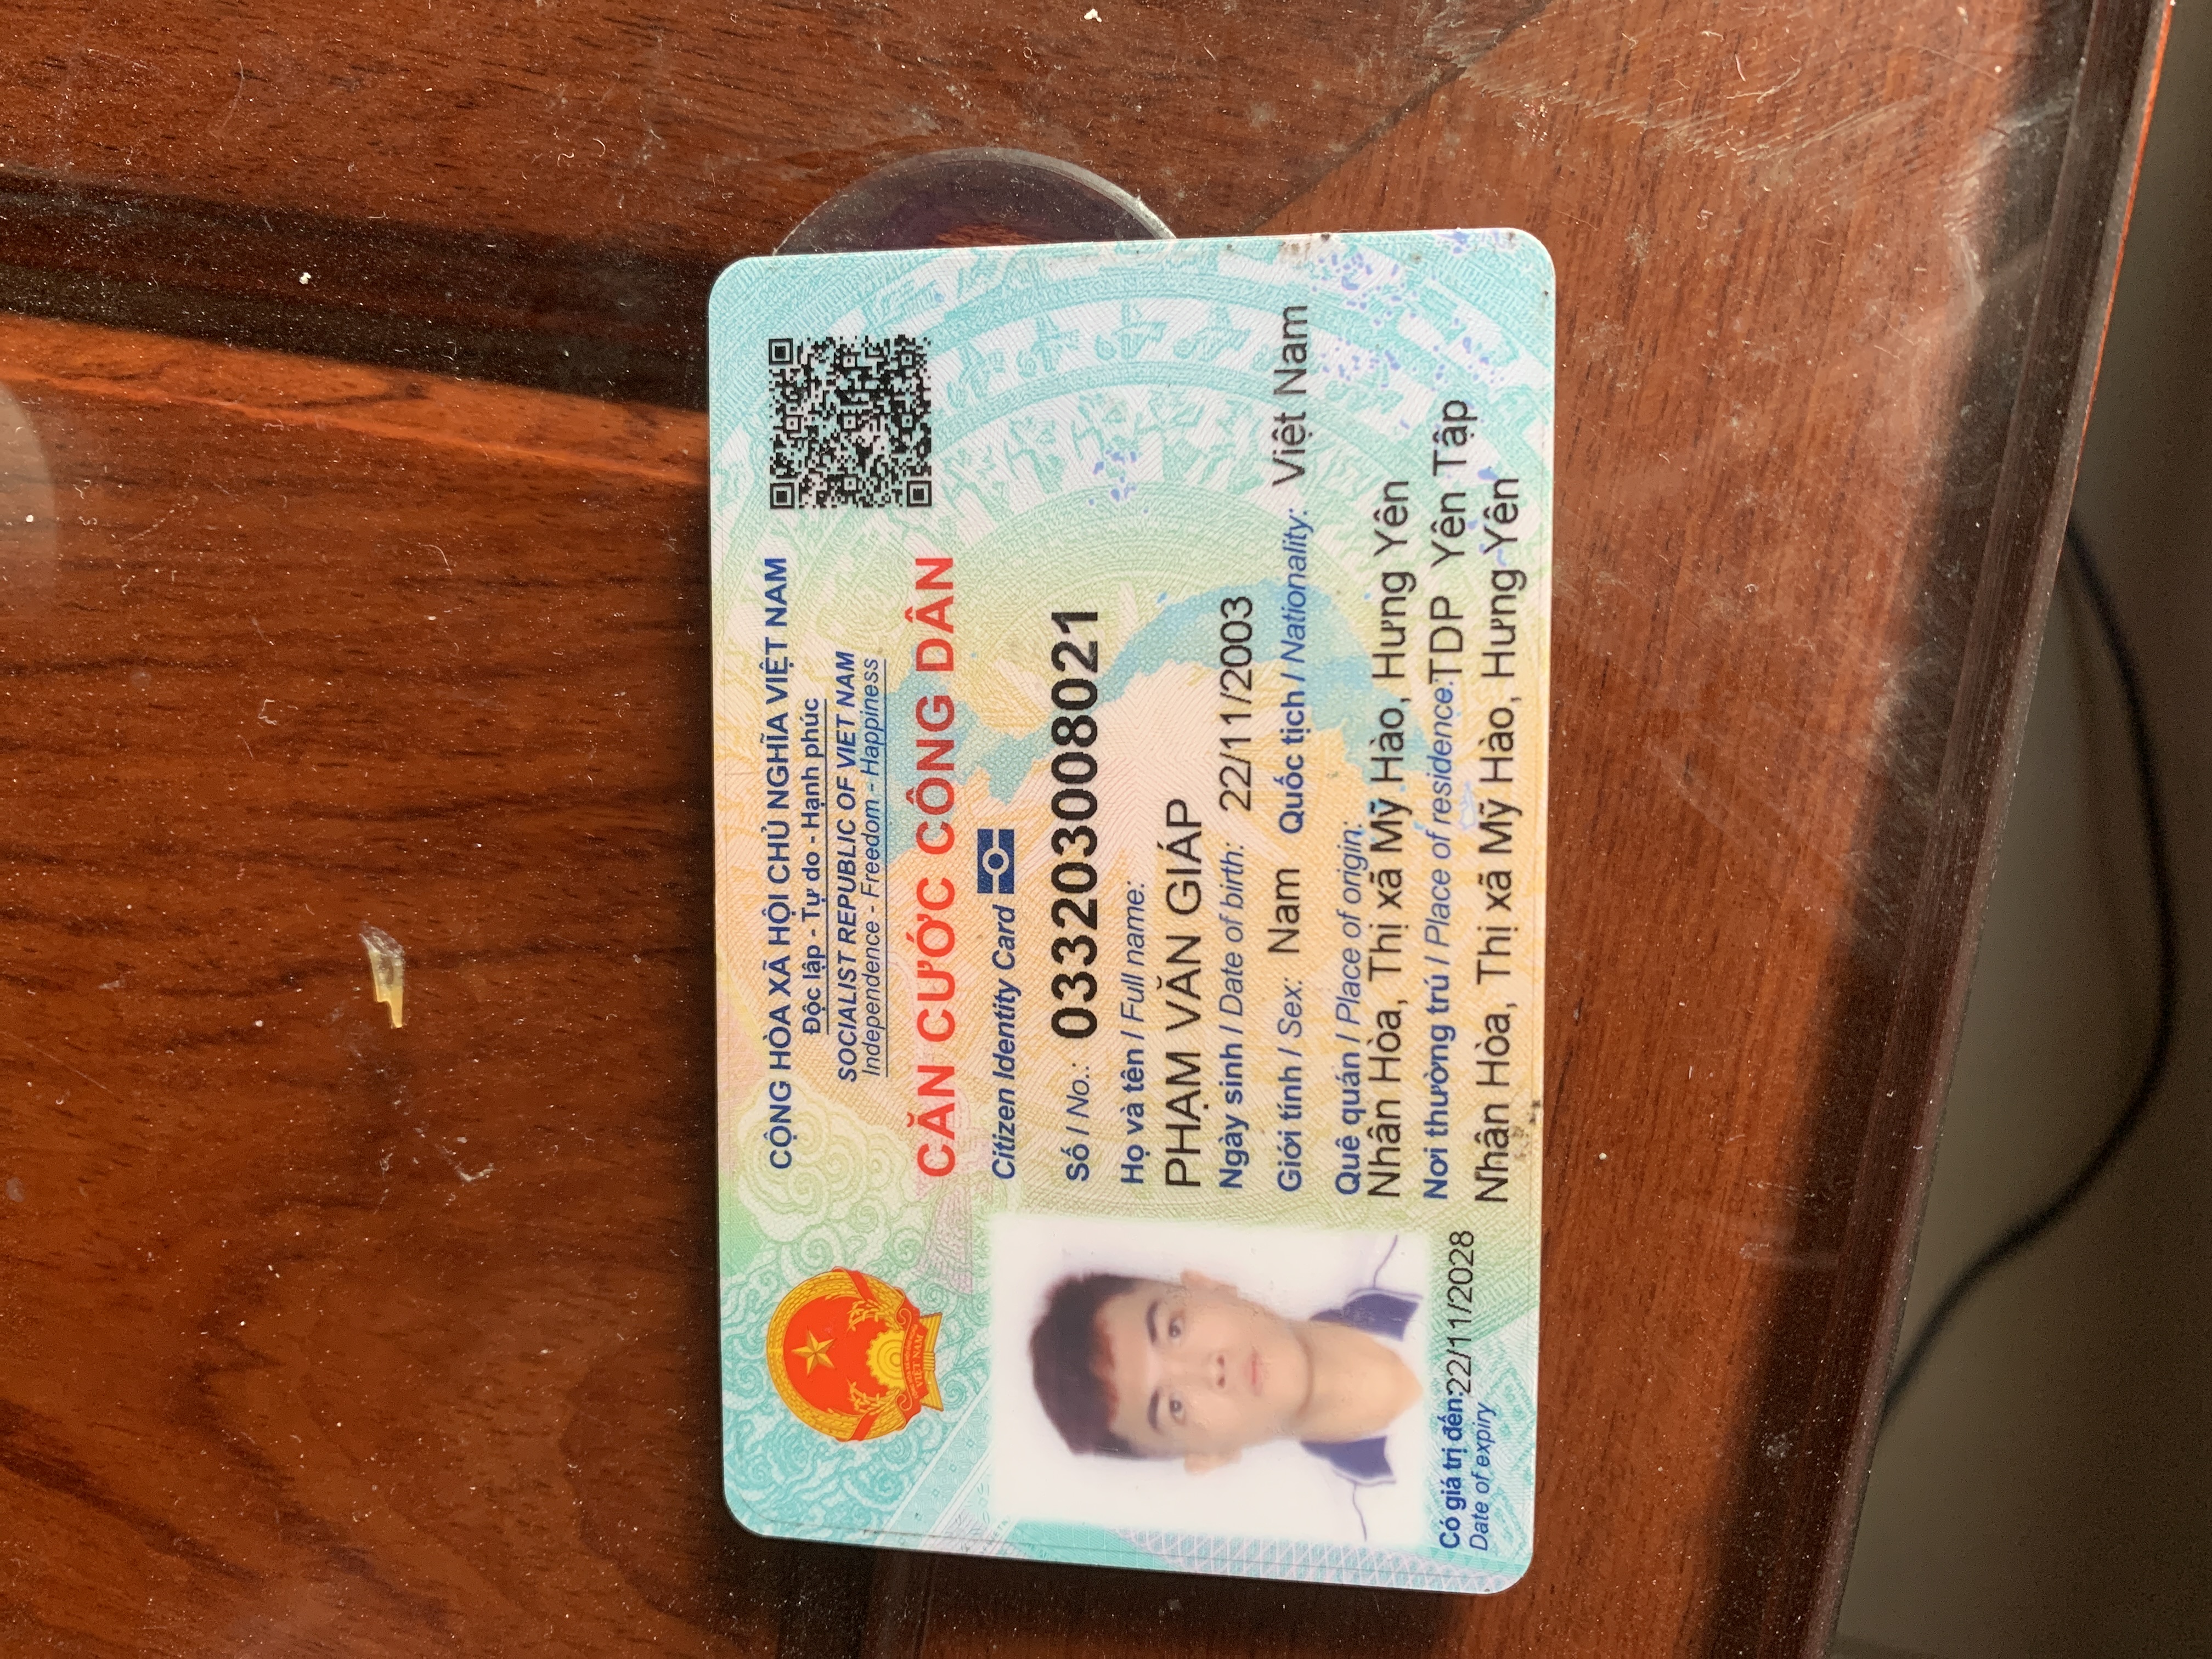 CỘNG HÒA XÃ HỘI CHỦ NGHĨA VIỆT NAM
Độc lập - Tự do - Hạnh phúc
SOCIALIST REPUBLIC OF VIET NAM
Independence - Freedom - Happiness
CĂN CƯỚC CÔNG DÂN
Citizen Identity Card
VIỆT NAM
Số / No.: 033203008021
Họ và tên / Full name:
PHẠM VĂN GIÁP
Ngày sinh / Date of birth: 22/11/2003
Giới tính / Sex: Nam Quốc tịch / Nationality: Việt Nam
Quê quán / Place of origin:
Nhân Hòa, Thị xã Mỹ Hào, Hưng Yên
Nơi thường trú / Place of residence: TDP Yên Tập
Nhân Hòa, Thị xã Mỹ Hào, Hưng Yên
Có giá trị đến: 22/11/2028
Date of expiry